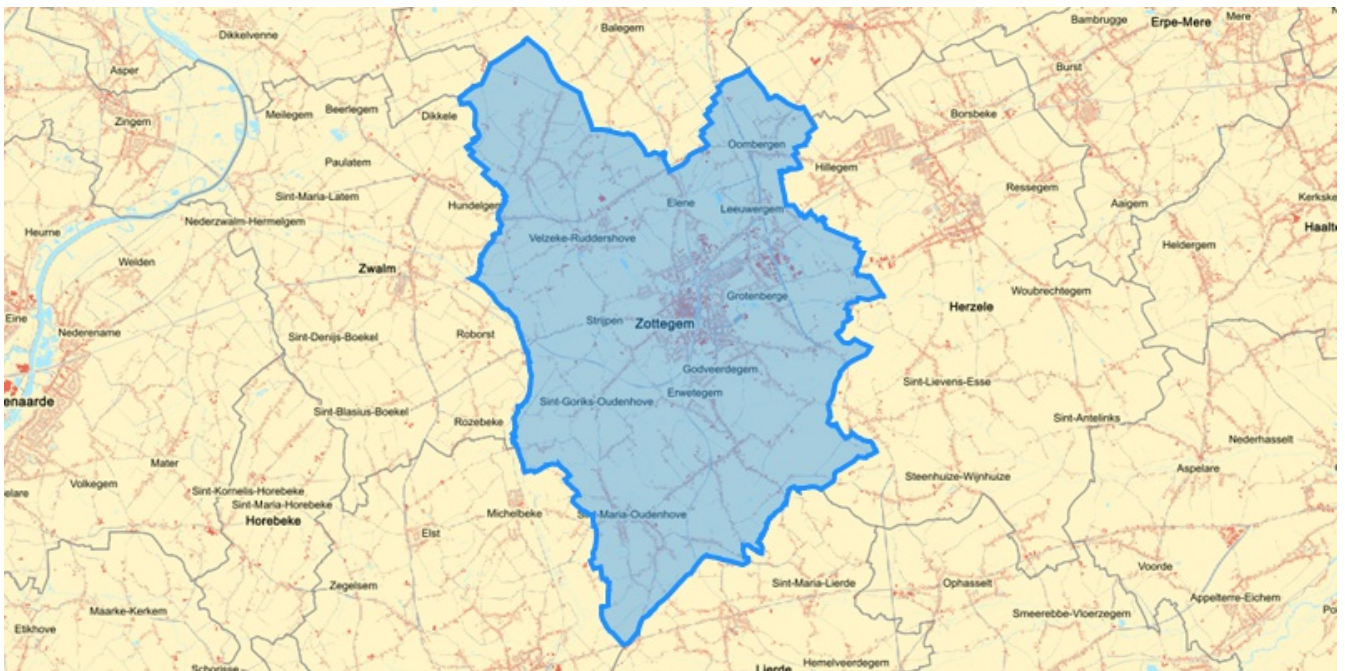 Balegem
Bambrugge
Mere
Erpe-Mere
Dikkelvenne
Asper
Burst
Meilegem
Beerlegem
Dikkele
Borsbeke
Zingem
Oombergen
Paulatem
Hillegem
Ressegem
Sint-Maria-Latem
Kerkske
Hundelgem
Elene
Leeuwergem
Aaigem
Nederzwalm-Hermelgem
Haalte
Heurne
Velzeke-Ruddershove
Heldergem
Welden
Zwalm
Grotenberge
Woubrechtegem
Herzele
Eine
Nederename
Strijpen
Zottegem
Sint-Denijs-Boekel
Roborst
Godveerdegem
Sint-Lievens-Esse
Erwetegem
enaarde
Sint-Goriks-Oudenhove
Sint-Blasius-Boekel
Rozebeke
Sint-Antelinks
Nederhasselt
Mater
Aspelare
Volkegem
Steenhuize-Wijnhuize
elare
Sint-Kornelis-Horebeke
Sint-Maria-Horebeke
Michelbeke
Sint-Maria-Oudenhove
Horebeke
Elst
Voorde
Zegelsem
Sint-Maria-Lierde
Ophasselt
Appelterre-Eichem
Maarke-Kerkem
Smeerebbe-Vloerzegem
Etikhove
Hemelveerdegem
Schorisse
Lierde